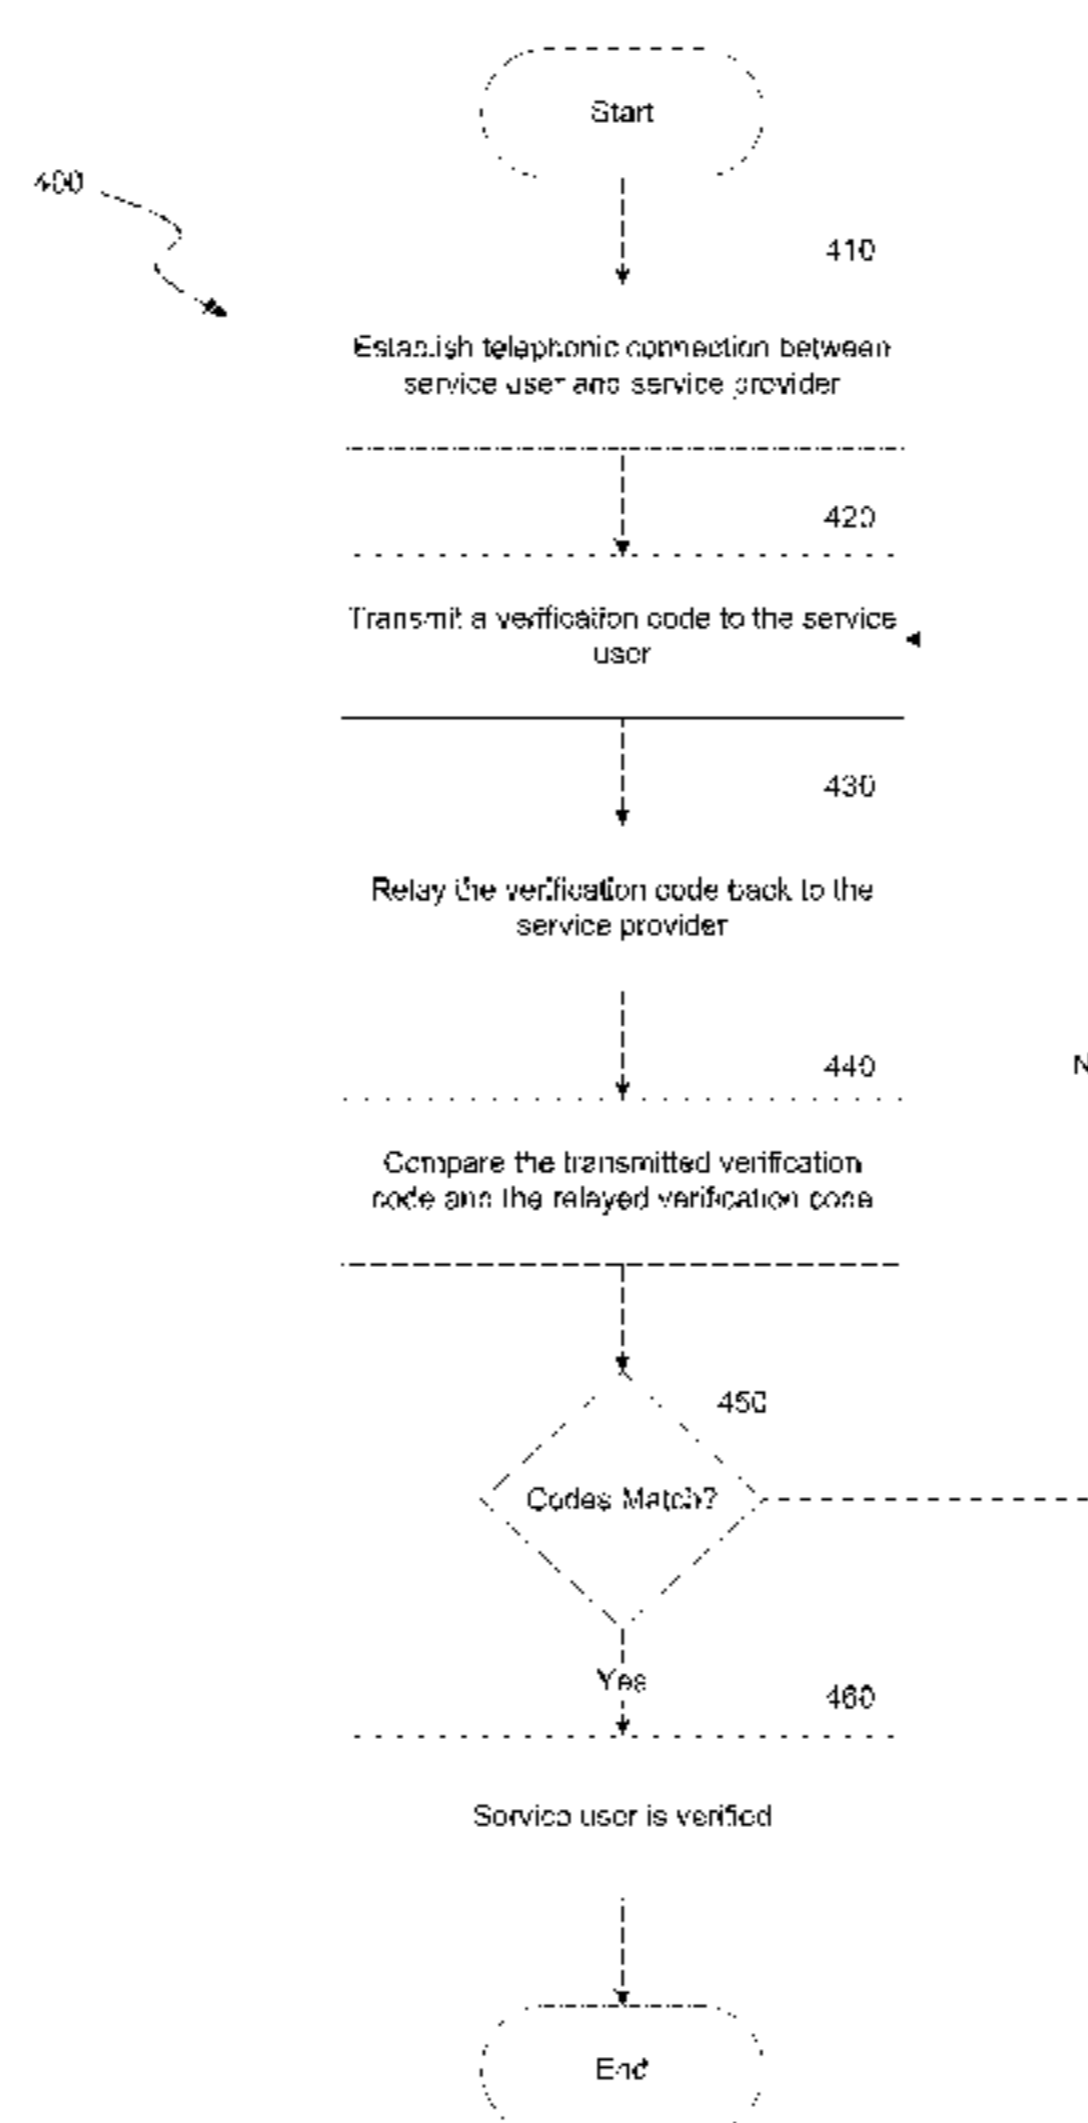 Start
400
410
Establish telephonic connection between
service user and service provider
420
Transmit a verification code to the service
user
430
Relay the verification code back to the
service provider
440
N
Compare the transmitted verification
code and the relayed verification code
450
Codes Match?
Yes
460
Service user is verified
End